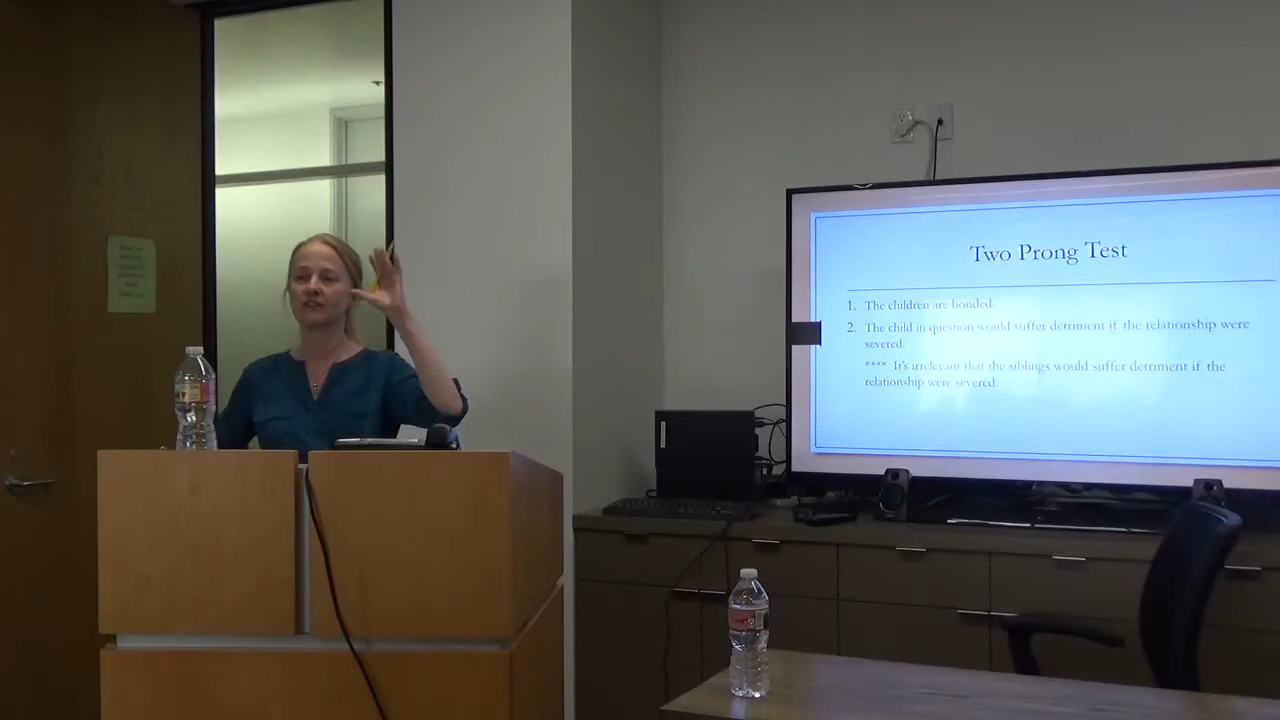 Two Prong Test
1. The children are bonded.
2. The child in question would suffer detriment if the relationship were
severed.
**** It's irrelevant that the siblings would suffer detriment if the
relationship were severed.